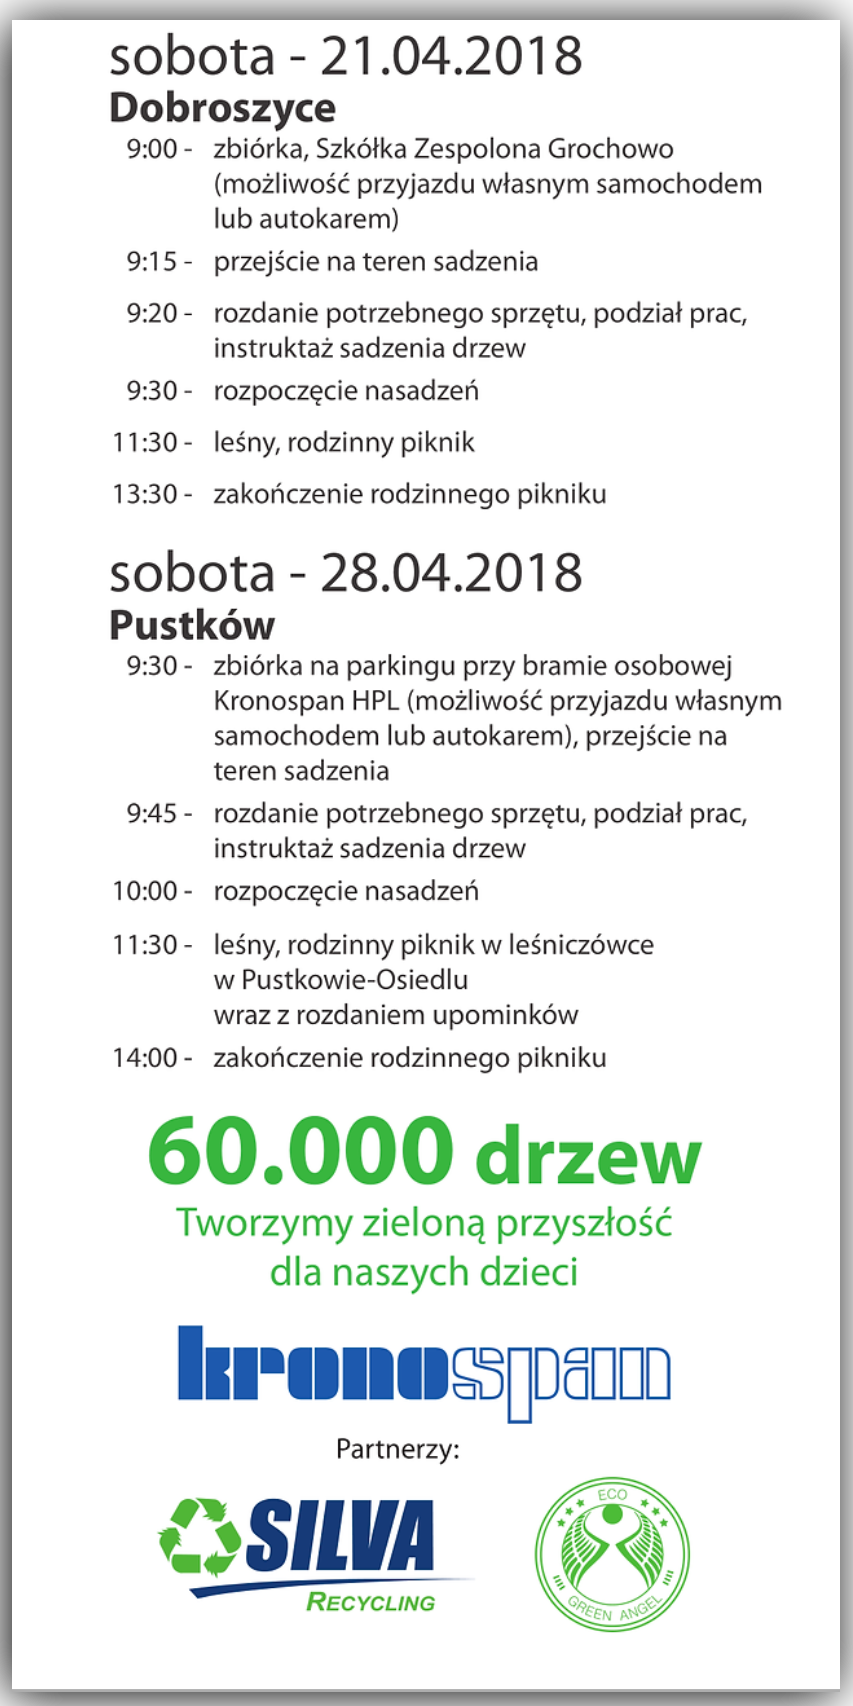 sobota - 21.04.2018
Dobroszyce
9:00 - zbiórka, Szkółka Zespolona Grochowo
(możliwość przyjazdu własnym samochodem
lub autokarem)
9:15 - przejście na teren sadzenia
9:20 - rozdanie potrzebnego sprzętu, podział prac,
instruktaż sadzenia drzew
9:30 - rozpoczęcie nasadzeń
11:30 - leśny, rodzinny piknik
13:30 - zakończenie rodzinnego pikniku
sobota - 28.04.2018
Pustków
9:30 - zbiórka na parkingu przy bramie osobowej
Kronospan HPL (możliwość przyjazdu własnym
samochodem lub autokarem), przejście na
teren sadzenia
9:45 - rozdanie potrzebnego sprzętu, podział prac,
instruktaż sadzenia drzew
10:00 - rozpoczęcie nasadzeń
11:30 - leśny, rodzinny piknik w leśniczówce
w Pustkowie-Osiedlu
wraz z rozdaniem upominków
14:00 - zakończenie rodzinnego pikniku
60.000 drzew
Tworzymy zieloną przyszłość
dla naszych dzieci
kronospan
Partnerzy:
SILVA
RECYCLING
ECO
GREEN ANGEL